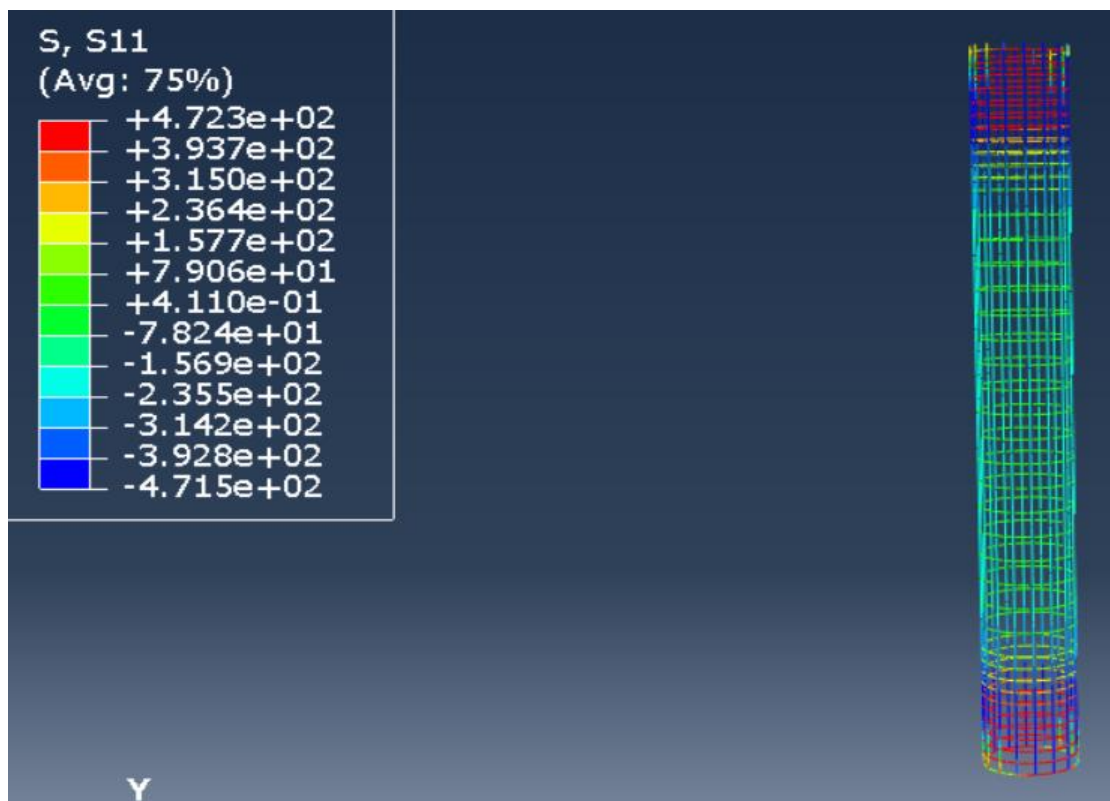 S, S11
(Avg: 75%)
+4.723e+02
+3.937e+02
+3.150e+02
+2.364e+02
+1.577e+02
+7.906e+01
+4.110e-01
-7.824e+01
-1.569e+02
-2.355e+02
-3.142e+02
-3.928e+02
-4.715e+02
Y